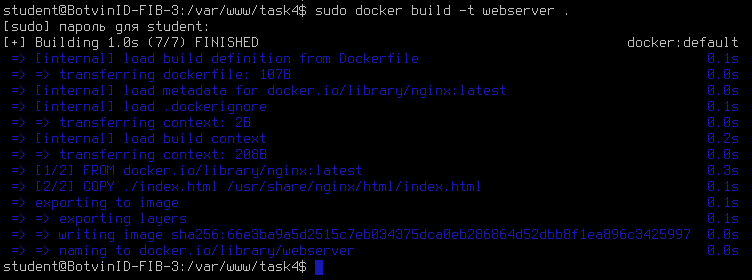 student@BotvinID-FIB-3:/var/www/task4$ sudo docker build -t webserver .
[sudo] пароль для student:
[+] Building 1.0s (7/7) FINISHED docker:default
=> [internal] load build definition from Dockerfile 0.1s
=> => transferring dockerfile: 107B 0.0s
=> [internal] load metadata for docker.io/library/nginx:latest 0.0s
=> [internal] load .dockerignore 0.1s
=> => transferring context: 2B 0.0s
=> [internal] load build context 0.2s
=> => transferring context: 208B 0.0s
=> [1/2] FROM docker.io/library/nginx:latest 0.3s
=> [2/2] COPY ./index.html /usr/share/nginx/html/index.html 0.1s
=> exporting to image 0.1s
=> => exporting layers 0.1s
=> => writing image sha256:66e3ba9a5d2515c7eb034375dca0eb286864d52dbb8f1ea896c3425997 0.0s
=> => naming to docker.io/library/webserver 0.0s
student@BotvinID-FIB-3:/var/www/task4$